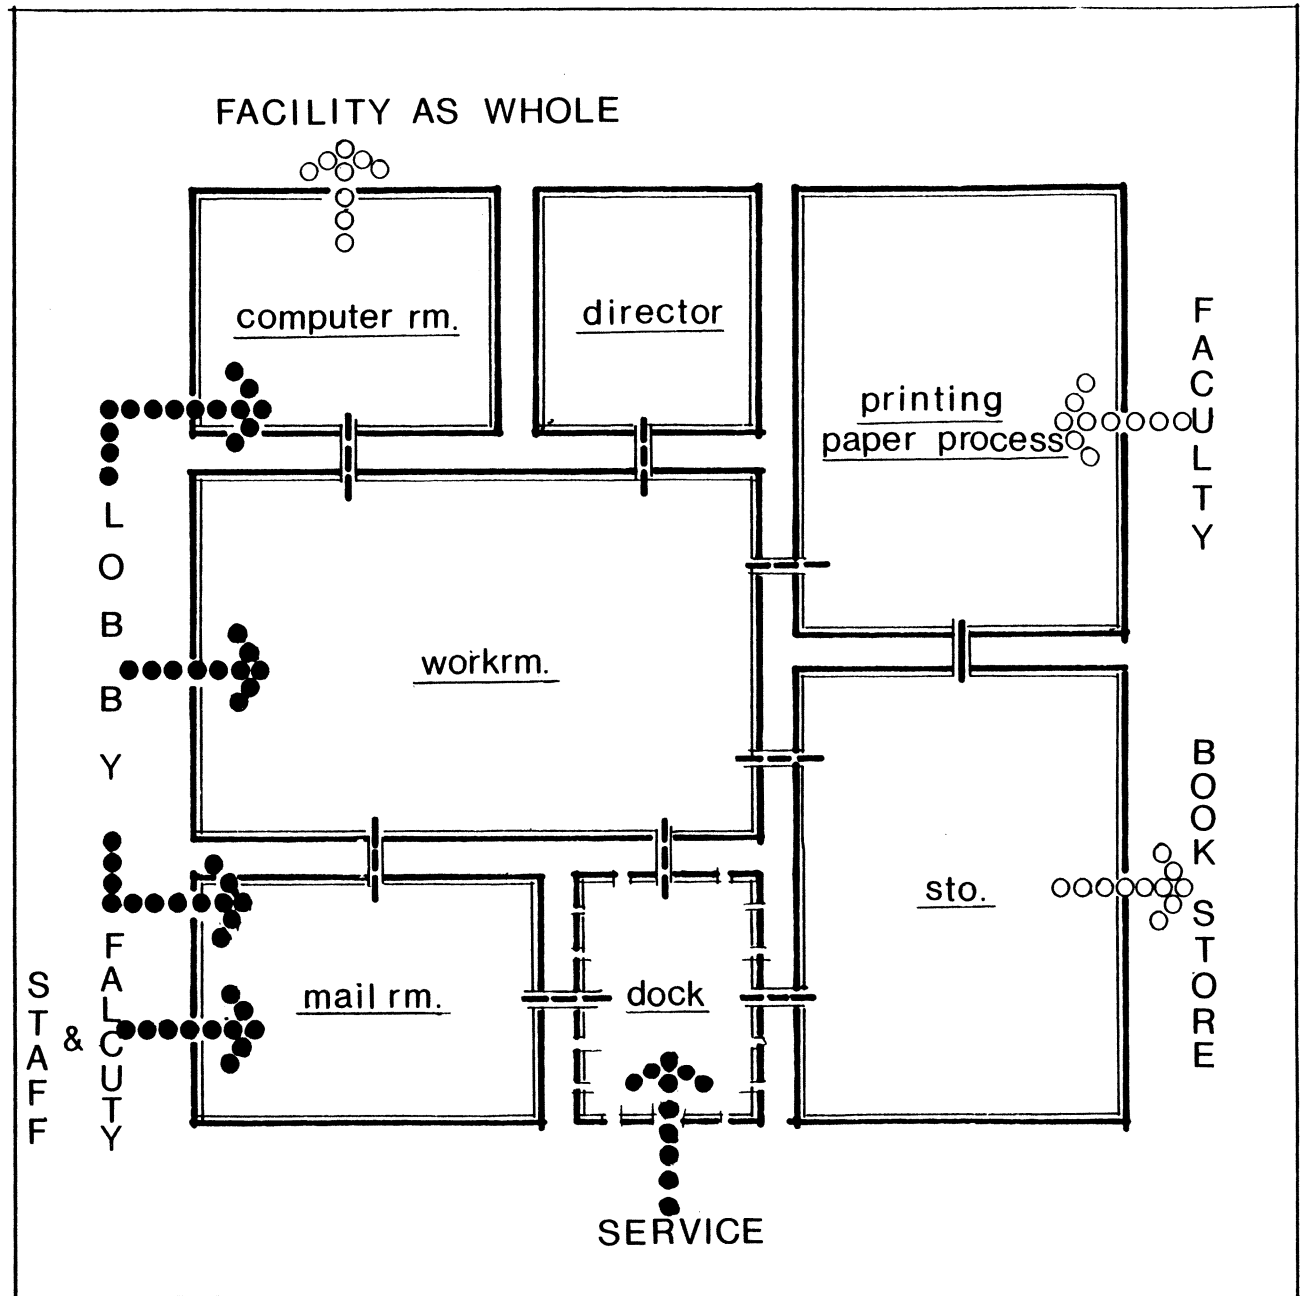 FACILITY AS WHOLE
computer rm.
director
printing
paper process
FACULTY
LOBBY
workrm.
BOOK STORE
sto.
STAFF
&
FALCUTY
mail rm.
dock
SERVICE